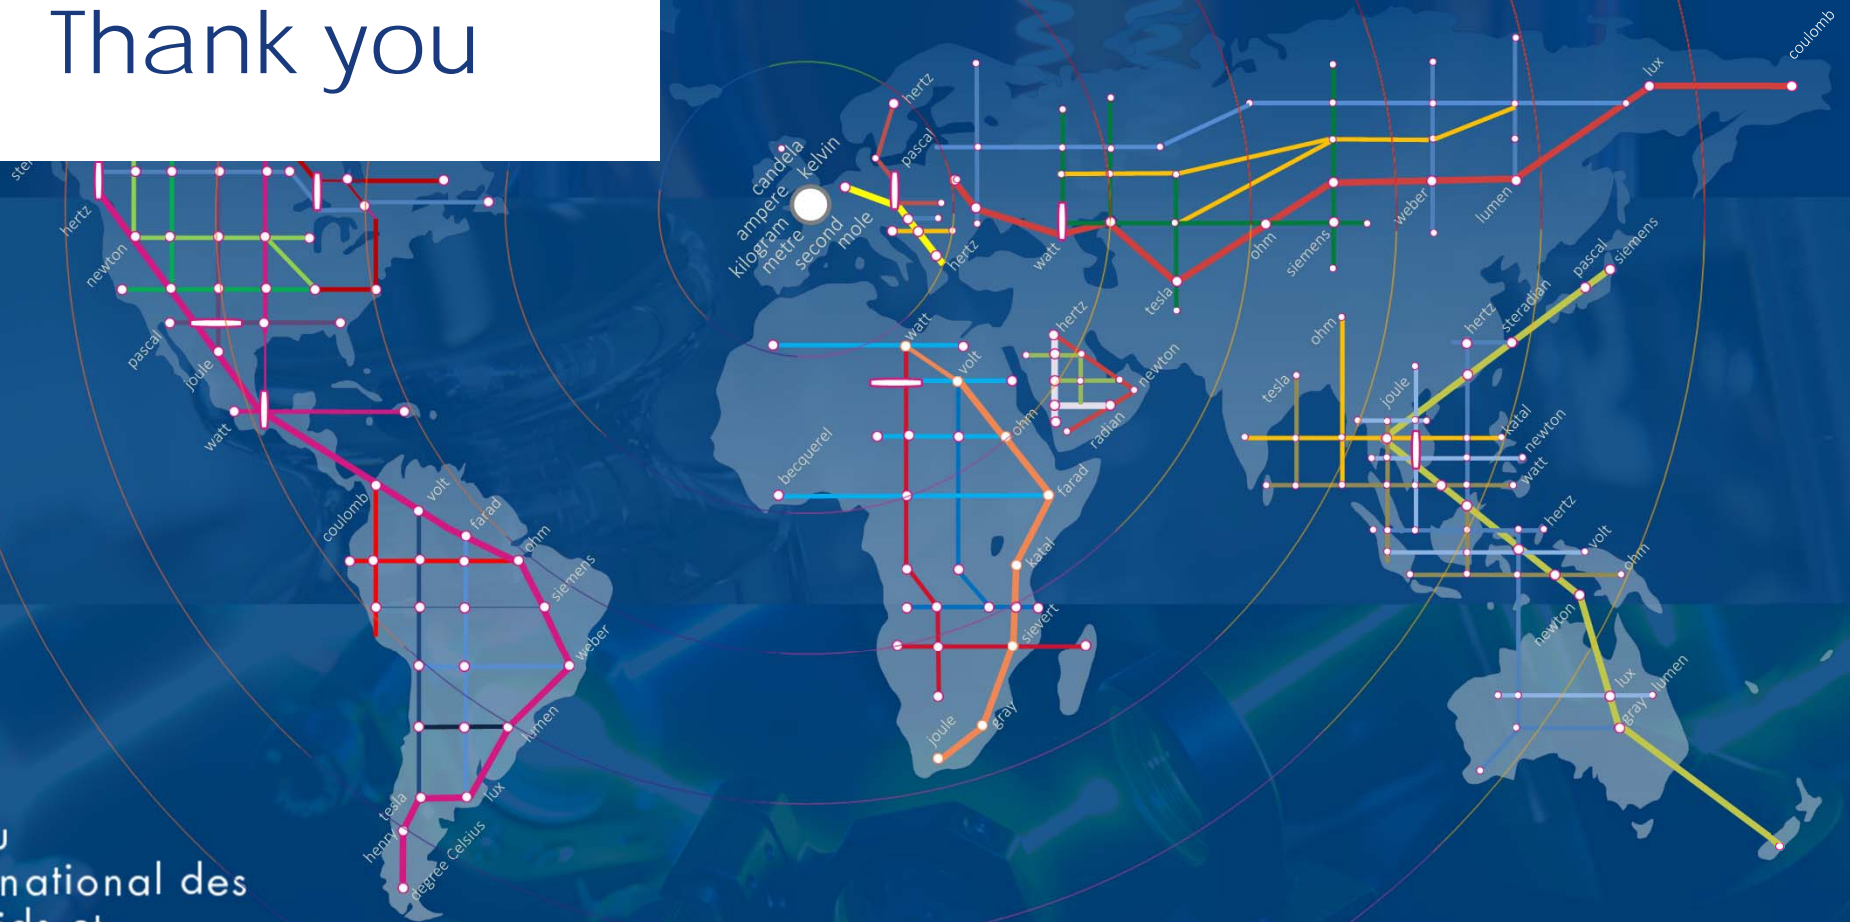 Thank you
hertz
newton
pascal
joule
watt
coulomb
volt
farad
ohm
siemens
weber
lumen
lux
tesla
henry
degree Celsius
candela
kelvin
ampere
kilogram
metre
second
mole
hertz
pascal
hertz
watt
tesla
ohm
siemens
weber
lumen
lux
coulomb
watt
volt
ohm
becquerel
farad
katal
sievert
gray
joule
hertz
newton
radian
tesla
ohm
joule
hertz
steradian
pascal
siemens
katal
newton
watt
hertz
volt
ohm
newton
lux
lumen
gray
national des